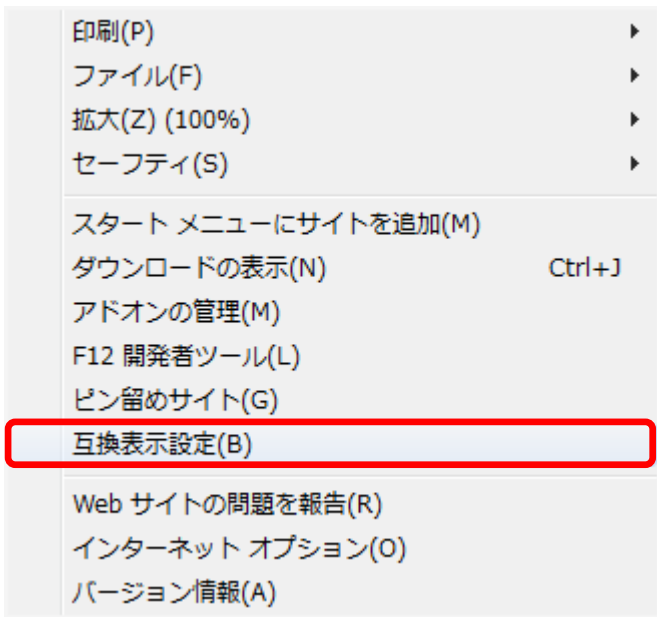 印刷(P)
ファイル(F)
拡大(Z) (100%)
セーフティ(S)
スタート メニューにサイトを追加(M)
ダウンロードの表示(N) Ctrl+J
アドオンの管理(M)
F12 開発者ツール(L)
ピン留めサイト(G)
互換表示設定(B)
Web サイトの問題を報告(R)
インターネット オプション(O)
バージョン情報(A)